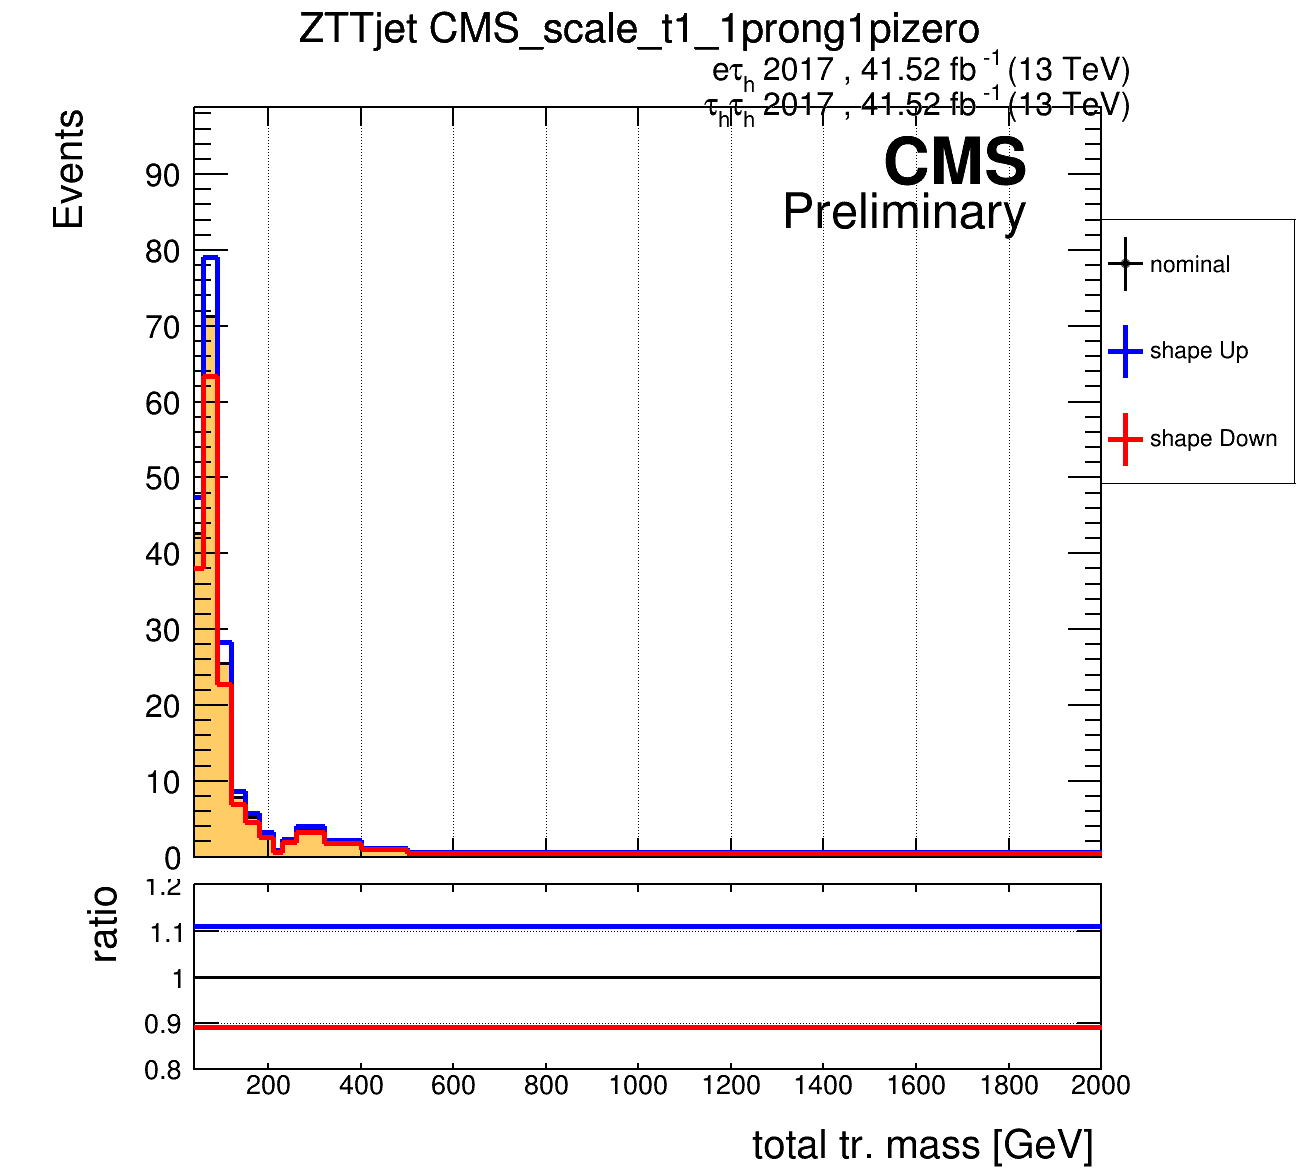 ZTTjet CMS_scale_t1_1prong1pizero
eτh 2017 , 41.52 fb -1 (13 TeV)
τhτh 2017 , 41.52 fb -1 (13 TeV)
CMS
Preliminary
Events
90
80
70
60
50
40
30
20
10
0
nominal
shape Up
shape Down
ratio
1.2
1.1
1
0.9
0.8
200 400 600 800 1000 1200 1400 1600 1800 2000
total tr. mass [GeV]